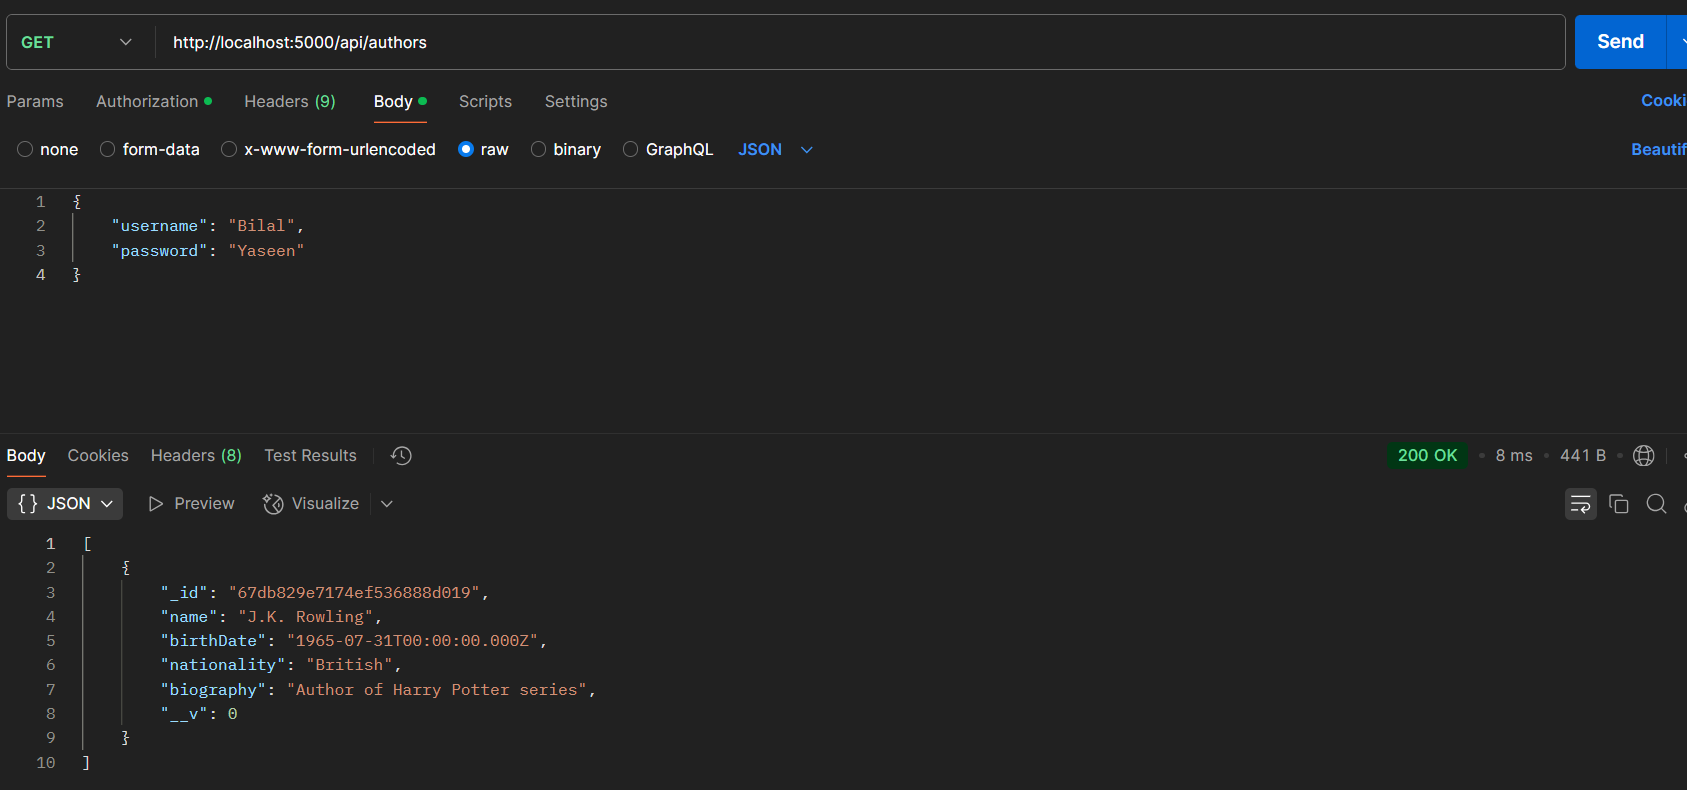 GET http://localhost:5000/api/authors Send
Params Authorization Headers (9) Body Scripts Settings Cooki
none form-data x-www-form-urlencoded raw binary GraphQL JSON Beautif
1 {
2 "username": "Bilal",
3 "password": "Yaseen"
4 }
Body Cookies Headers (8) Test Results 200 OK • 8 ms • 441 B •
{} JSON Preview Visualize
1 [
2 {
3 "_id": "67db829e7174ef536888d019",
4 "name": "J.K. Rowling",
5 "birthDate": "1965-07-31T00:00:00.000Z",
6 "nationality": "British",
7 "biography": "Author of Harry Potter series",
8 "__v": 0
9 }
10 ]